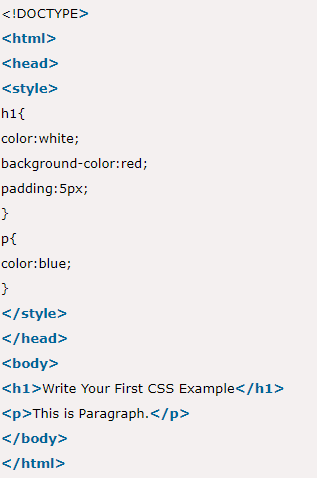 <!DOCTYPE>
<html>
<head>
<style>
h1{
color:white;
background-color:red;
padding:5px;
}
p{
color:blue;
}
</style>
</head>
<body>
<h1>Write Your First CSS Example</h1>
<p>This is Paragraph.</p>
</body>
</html>